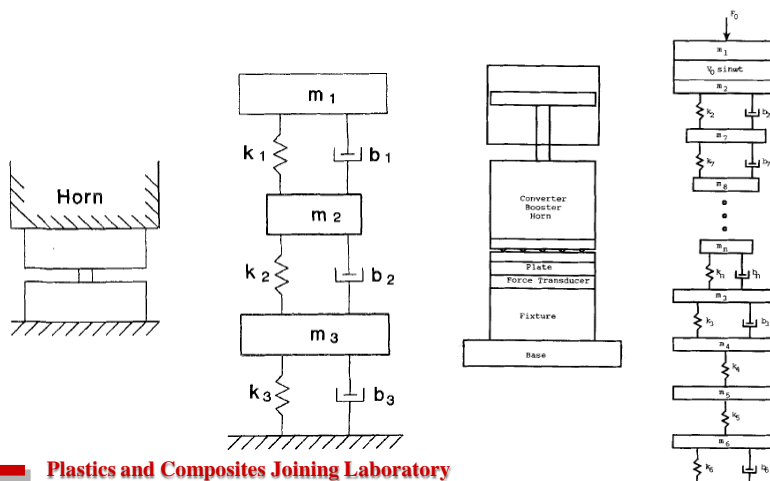 Horn
m 1
k 1
b 1
m 2
k 2
b 2
m 3
k 3
b 3
Converter
Booster
Horn
Plate
Force Transducer
Fixture
Base
F0
m1
V0 sinwt
m2
k2
b2
m7
k7
b7
m8
mn
kn
bn
m3
k3
b3
m4
k4
m5
k5
m6
k6
b6
Plastics and Composites Joining Laboratory